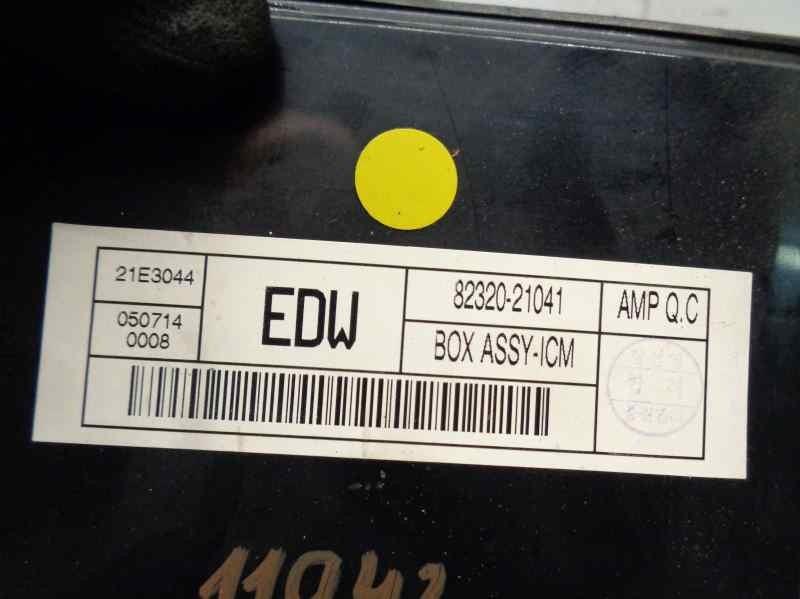 21E3044
050714
0008
EDW
82320-21041
BOX ASSY-ICM
AMP Q.C